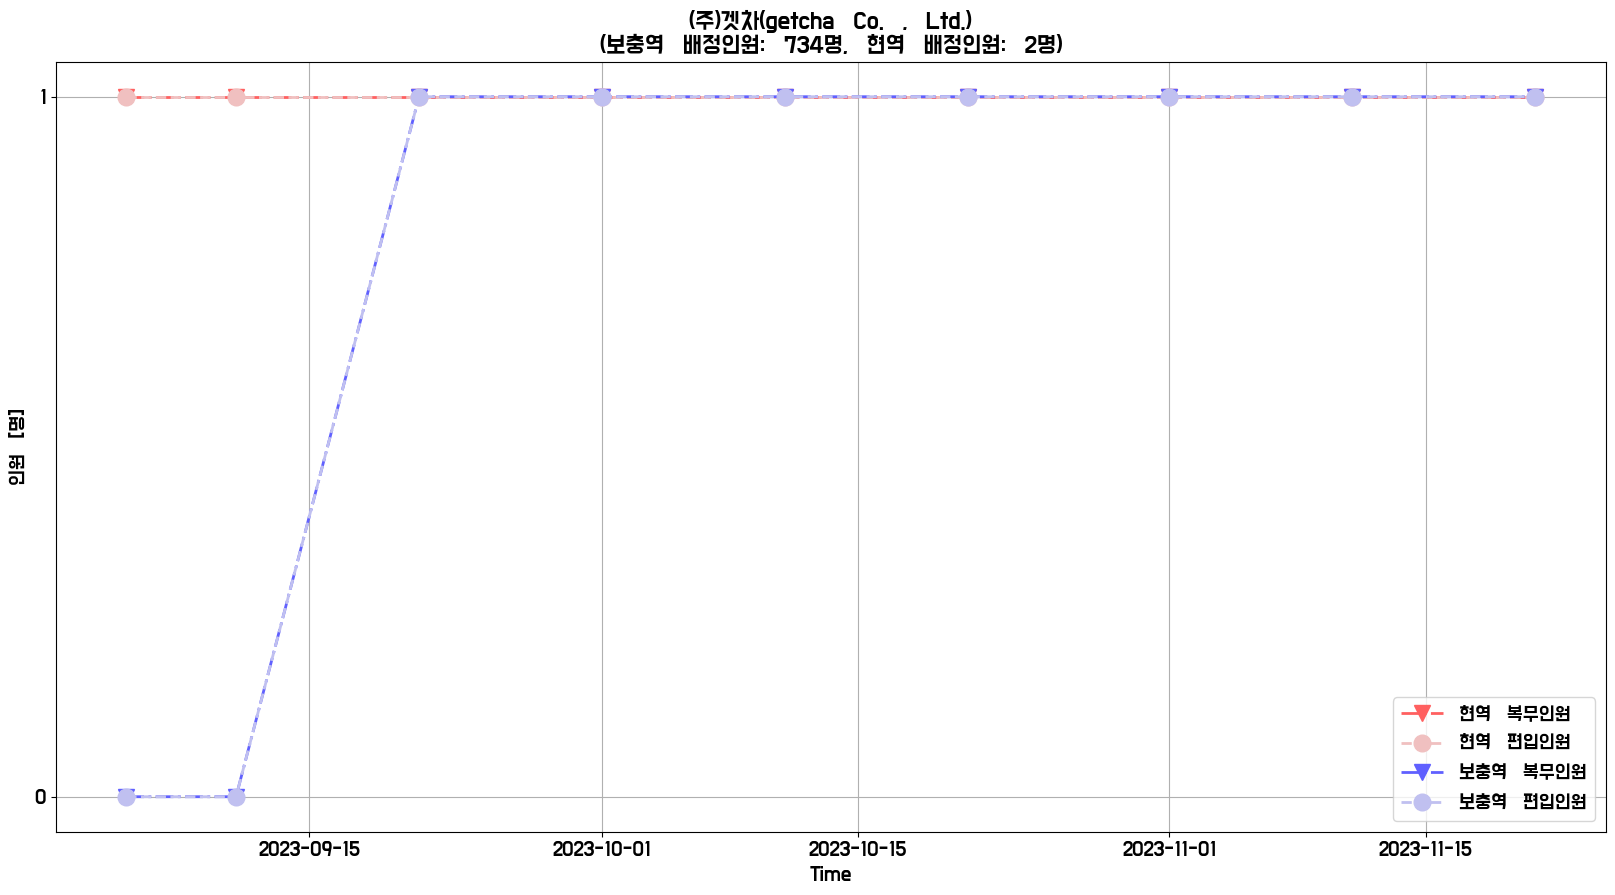 (주)겟차(getcha Co. , Ltd.)
(보충역 배정인원: 734명, 현역 배정인원: 2명)
1
0
인원 [명]
현역 복무인원
현역 편입인원
보충역 복무인원
보충역 편입인원
2023-09-15
2023-10-01
2023-10-15
2023-11-01
2023-11-15
Time